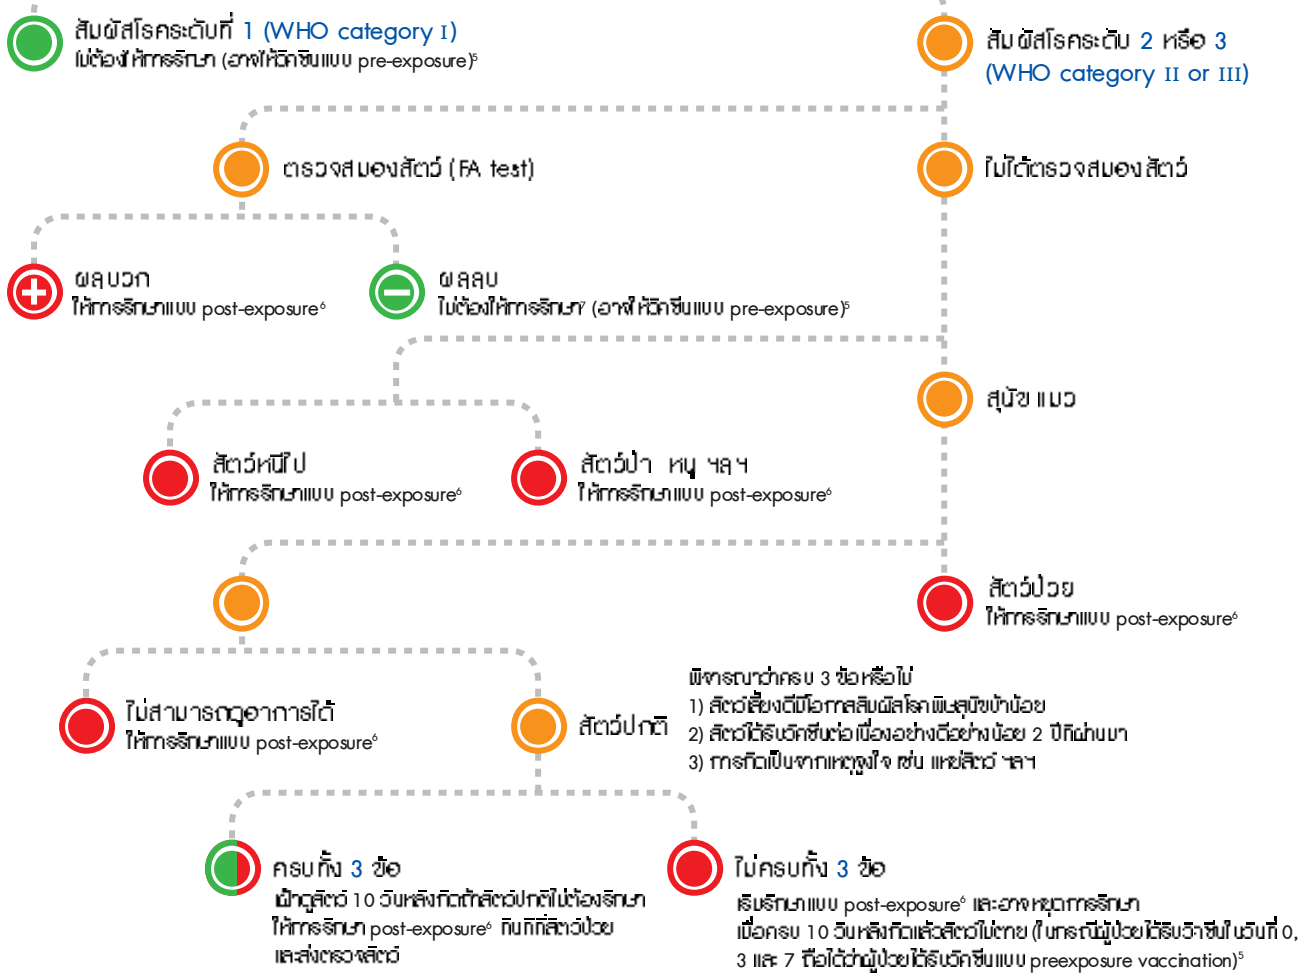 สัมผัสโรคระดับที่ 1 (WHO category I)
ไม่ต้องให้การรักษา (อาจให้วัคซีนแบบ pre-exposure)⁵
สัมผัสโรคระดับ 2 หรือ 3
(WHO category II or III)
ตรวจสมองสัตว์ (FA test)
ไม่ได้ตรวจสมองสัตว์
ผลบวก
ให้การรักษาแบบ post-exposure⁶
ผลลบ
ไม่ต้องให้การรักษา⁷ (อาจให้วัคซีนแบบ pre-exposure)⁵
สุนัข แมว
สัตว์หนีไป
ให้การรักษาแบบ post-exposure⁶
สัตว์ป่า หนู ฯลฯ
ให้การรักษาแบบ post-exposure⁶
สัตว์ป่วย
ให้การรักษาแบบ post-exposure⁶
ไม่สามารถดูอาการได้
ให้การรักษาแบบ post-exposure⁶
สัตว์ปกติ
พิจารณาว่าครบ 3 ข้อหรือไม่
1) สัตว์เลี้ยงดีมีโอกาสสัมผัสโรคพิษสุนัขบ้าน้อย
2) สัตว์ได้รับวัคซีนต่อเนื่องอย่างดีอย่างน้อย 2 ปีที่ผ่านมา
3) การกัดเป็นจากเหตุจูงใจ เช่น แหย่สัตว์ ฯลฯ
ครบทั้ง 3 ข้อ
เฝ้าดูสัตว์ 10 วันหลังกัดถ้าสัตว์ปกติไม่ต้องรักษา
ให้การรักษา post-exposure⁶ ทันทีที่สัตว์ป่วย
และส่งตรวจสัตว์
ไม่ครบทั้ง 3 ข้อ
เริ่มรักษาแบบ post-exposure⁶ และอาจหยุดการรักษา
เมื่อครบ 10 วันหลังกัดแล้วสัตว์ไม่ตาย (ในกรณีผู้ป่วยได้รับวัคซีนในวันที่ 0,
3 และ 7 ถือได้ว่าผู้ป่วยได้รับวัคซีนแบบ preexposure vaccination)⁵